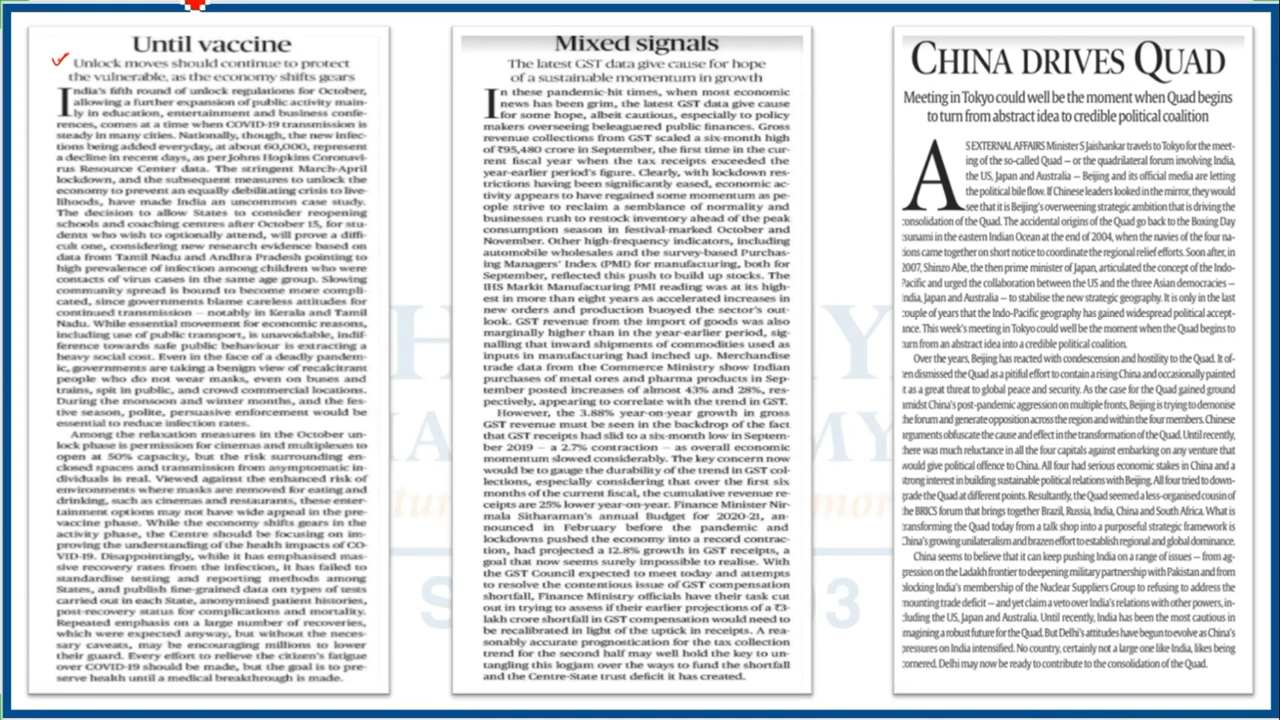 Until vaccine
Unlock moves should continue to protect
the vulnerable, as the economy shifts gears
India's fifth round of unlock regulations for October,
allowing a further expansion of public activity main-
ly in education, entertainment and business confe-
rences, comes at a time when COVID-19 transmission is
steady in many cities. Nationally, though, the new infec-
tions being added everyday, at about 60,000, represent
a decline in recent days, as per Johns Hopkins Coronavi-
rus Resource Center data. The stringent March-April
lockdown, and the subsequent measures to unlock the
economy to prevent an equally debilitating crisis to live-
lihoods, have made India an uncommon case study.
The decision to allow States to consider reopening
schools and coaching centres after October 15, for stu-
dents who wish to optionally attend, will prove a diffi-
cult one, considering new research evidence based on
data from Tamil Nadu and Andhra Pradesh pointing to
high prevalence of infection among children who were
contacts of virus cases in the same age group. Slowing
community spread is bound to become more compli-
cated, since governments blame careless attitudes for
continued transmission — notably in Kerala and Tamil
Nadu. While essential movement for economic reasons,
including use of public transport, is unavoidable, indif-
ference towards safe public behaviour is extracting a
heavy social cost. Even in the face of a deadly pandem-
ic, governments are taking a benign view of recalcitrant
people who do not wear masks, even on buses and
trains, spit in public, and crowd commercial locations.
During the monsoon and winter months, and the fes-
tive season, polite, persuasive enforcement would be
essential to reduce infection rates.
Among the relaxation measures in the October un-
lock phase is permission for cinemas and multiplexes to
open at 50% capacity, but the risk surrounding en-
closed spaces and transmission from asymptomatic in-
dividuals is real. Viewed against the enhanced risk of
environments where masks are removed for eating and
drinking, such as cinemas and restaurants, these enter-
tainment options may not have wide appeal in the pre-
vaccine phase. While the economy shifts gears in the
activity phase, the Centre should be focusing on im-
proving the understanding of the health impacts of CO-
VID-19. Disappointingly, while it has emphasised mas-
sive recovery rates from the infection, it has failed to
standardise testing and reporting methods among
States, and publish fine-grained data on types of tests
carried out in each State, anonymised patient histories,
post-recovery status for complications and mortality.
Repeated emphasis on a large number of recoveries,
which were expected anyway, but without the neces-
sary caveats, may be encouraging millions to lower
their guard. Every effort to relieve the citizen's fatigue
over COVID-19 should be made, but the goal is to pre-
serve health until a medical breakthrough is made.
Mixed signals
The latest GST data give cause for hope
of a sustainable momentum in growth
In these pandemic-hit times, when most economic
news has been grim, the latest GST data give cause
for some hope, albeit cautious, especially to policy
makers overseeing beleaguered public finances. Gross
revenue collections from GST scaled a six-month high
of ₹95,480 crore in September, the first time in the cur-
rent fiscal year when the tax receipts exceeded the
year-earlier period's figure. Clearly, with lockdown res-
trictions having been significantly eased, economic ac-
tivity appears to have regained some momentum as peo-
ple strive to reclaim a semblance of normality and
businesses rush to restock inventory ahead of the peak
consumption season in festival-marked October and
November. Other high-frequency indicators, including
automobile wholesales and the survey-based Purchas-
ing Managers' Index (PMI) for manufacturing, both for
September, reflected this push to build up stocks. The
IHS Markit Manufacturing PMI reading was at its high-
est in more than eight years as accelerated increases in
new orders and production buoyed the sector's out-
look. GST revenue from the import of goods was also
marginally higher than in the year-earlier period, sig-
nalling that inward shipments of commodities used as
inputs in manufacturing had inched up. Merchandise
trade data from the Commerce Ministry show Indian
purchases of metal ores and pharma products in Sep-
tember posted increases of almost 43% and 28%, res-
pectively, appearing to correlate with the trend in GST.
However, the 3.88% year-on-year growth in gross
GST revenue must be seen in the backdrop of the fact
that GST receipts had slid to a six-month low in Septem-
ber 2019 — a 2.7% contraction — as overall economic
momentum slowed considerably. The key concern now
would be to gauge the durability of the trend in GST col-
lections, especially considering that over the first six
months of the current fiscal, the cumulative revenue re-
ceipts are 25% lower year-on-year. Finance Minister Nir-
mala Sitharaman's annual Budget for 2020-21, an-
nounced in February before the pandemic and
lockdowns pushed the economy into a record contrac-
tion, had projected a 12.8% growth in GST receipts, a
goal that now seems surely impossible to realise. With
the GST Council expected to meet today and attempts
to resolve the contentious issue of GST compensation
shortfall, Finance Ministry officials have their task cut
out in trying to assess if their earlier projections of a ₹3-
lakh crore shortfall in GST compensation would need to
be recalibrated in light of the uptick in receipts. A rea-
sonably accurate prognostication for the tax collection
trend for the second half may well hold the key to un-
tangling this logjam over the ways to fund the shortfall
and the Centre-State trust deficit it has created.
CHINA DRIVES QUAD
Meeting in Tokyo could well be the moment when Quad begins
to turn from abstract idea to credible political coalition
AS EXTERNAL AFFAIRS Minister S Jaishankar travels to Tokyo for the meet-
ing of the so-called Quad — or the quadrilateral forum involving India,
the US, Japan and Australia — Beijing and its official media are letting
the political bile flow. If Chinese leaders looked in the mirror, they would
see that it is Beijing's overweening strategic ambition that is driving the
consolidation of the Quad. The accidental origins of the Quad go back to the Boxing Day
tsunami in the eastern Indian Ocean at the end of 2004, when the navies of the four na-
tions came together on short notice to coordinate the regional relief efforts. Soon after, in
2007, Shinzo Abe, the then prime minister of Japan, articulated the concept of the Indo-
Pacific and urged the collaboration between the US and the three Asian democracies —
India, Japan and Australia — to stabilise the new strategic geography. It is only in the last
couple of years that the Indo-Pacific geography has gained widespread political accept-
ance. This week's meeting in Tokyo could well be the moment when the Quad begins to
turn from an abstract idea into a credible political coalition.
Over the years, Beijing has reacted with condescension and hostility to the Quad. It of-
ten dismissed the Quad as a pitiful effort to contain a rising China and occasionally painted
it as a great threat to global peace and security. As the case for the Quad gained ground
amidst China's post-pandemic aggression on multiple fronts, Beijing is trying to demonise
the forum and generate opposition across the region and within the four members. Chinese
arguments obfuscate the cause and effect in the transformation of the Quad. Until recently,
there was much reluctance in all the four capitals against embarking on any venture that
would give political offence to China. All four had serious economic stakes in China and a
strong interest in building sustainable political relations with Beijing. All four tried to down-
grade the Quad at different points. Resultantly, the Quad seemed a less-organised cousin of
the BRICS forum that brings together Brazil, Russia, India, China and South Africa. What is
transforming the Quad today from a talk shop into a purposeful strategic framework is
China's growing unilateralism and brazen effort to establish regional and global dominance.
China seems to believe that it can keep pushing India on a range of issues — from ag-
gression on the Ladakh frontier to deepening military partnership with Pakistan and from
blocking India's membership of the Nuclear Suppliers Group to refusing to address the
mounting trade deficit — and yet claim a veto over India's relations with other powers, in-
cluding the US, Japan and Australia. Until recently, India has been the most cautious in
imagining a robust future for the Quad. But Delhi's attitudes have begun to evolve as China's
pressures on India intensified. No country, certainly not a large one like India, likes being
cornered. Delhi may now be ready to contribute to the consolidation of the Quad.